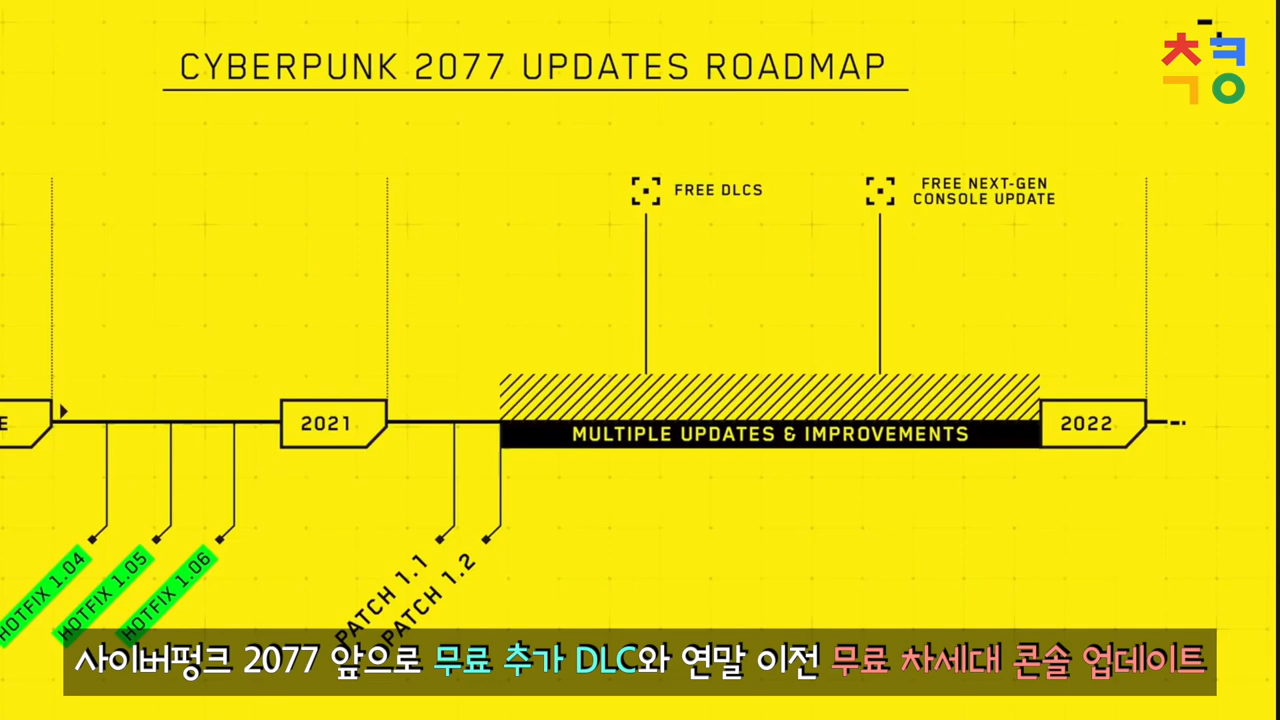 CYBERPUNK 2077 UPDATES ROADMAP
척쿵
FREE DLCS
FREE NEXT-GEN
CONSOLE UPDATE
E
2021
MULTIPLE UPDATES & IMPROVEMENTS
2022
HOTFIX 1.04
HOTFIX 1.05
HOTFIX 1.06
PATCH 1.1
PATCH 1.2
사이버펑크 2077 앞으로 무료 추가 DLC와 연말 이전 무료 차세대 콘솔 업데이트